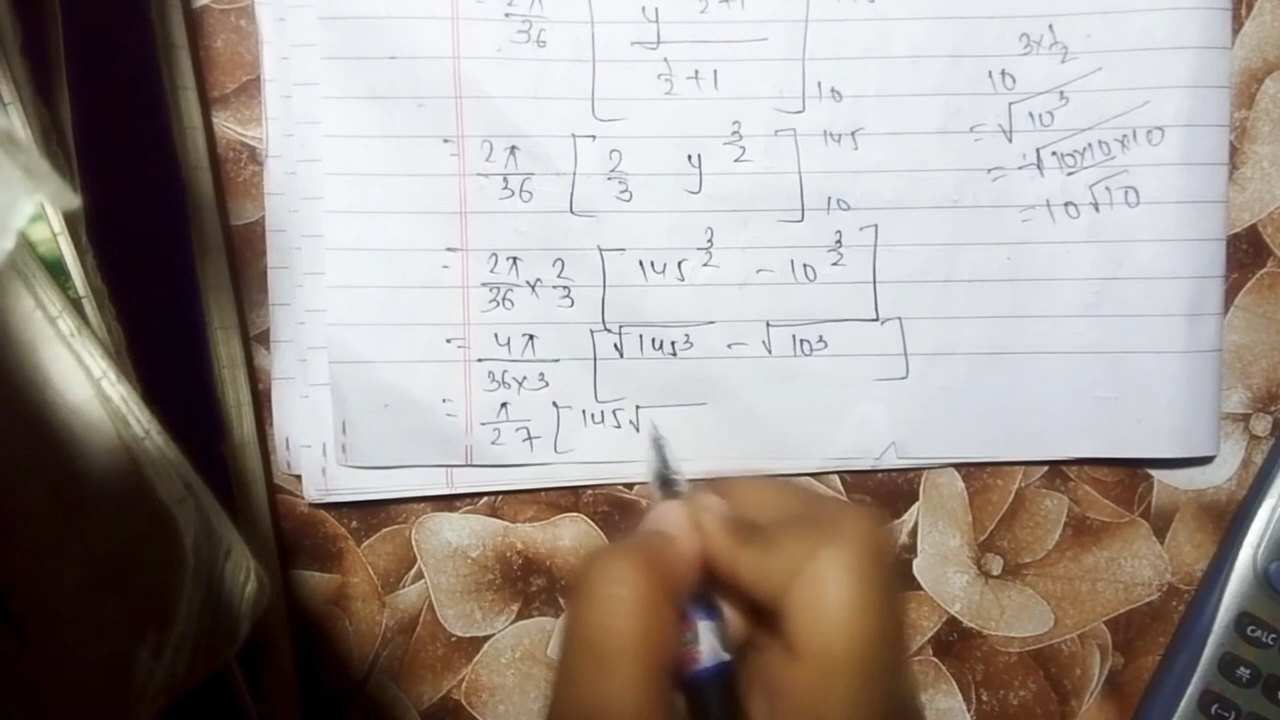 = 2π/36 [ y^(1/2+1) / (1/2 + 1) ] 10
= 2π/36 [ 2/3 y^(3/2) ] 145 10
= 2π/36 × 2/3 [ 145^(3/2) - 10^(3/2) ]
= 4π/(36×3) [ √145³ - √10³ ]
= π/27 [ 145√
10^(3×1/2)
= √10³
= √10×10×10
= 10√10
CALC
(-)